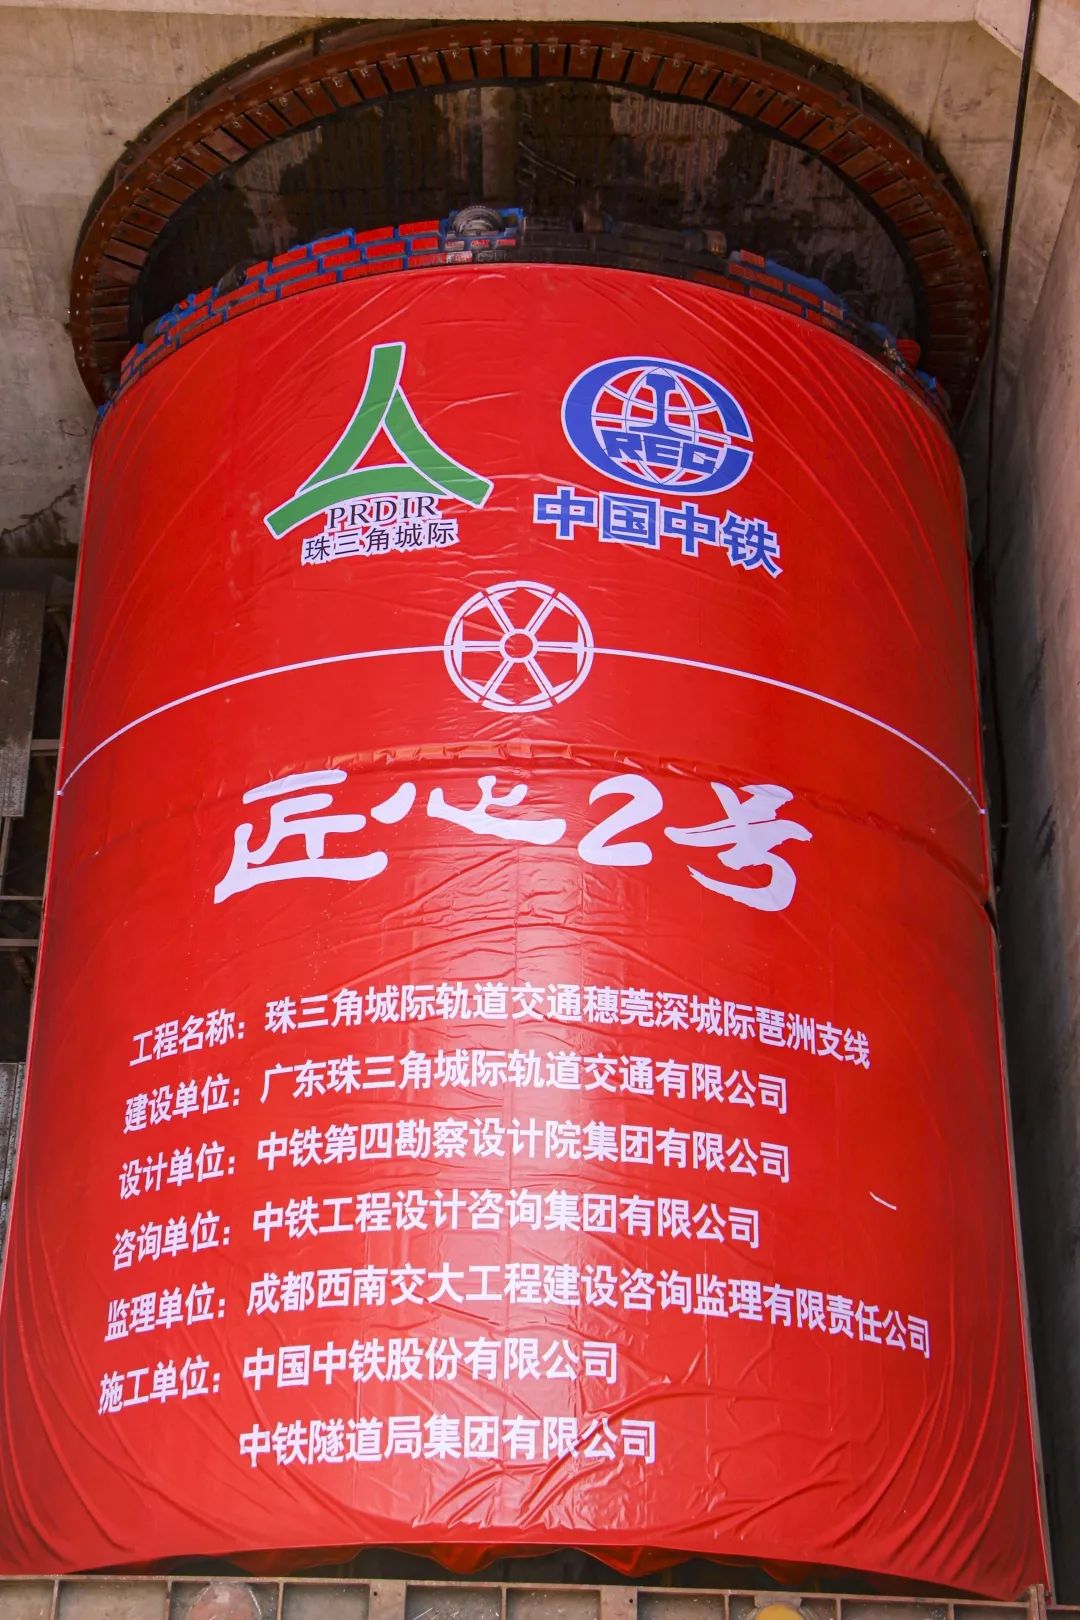 PRDIR
珠三角城际
CREC
中国中铁
匠心2号
工程名称：珠三角城际轨道交通穗莞深城际琶洲支线
建设单位：广东珠三角城际轨道交通有限公司
设计单位：中铁第四勘察设计院集团有限公司
咨询单位：中铁工程设计咨询集团有限公司
监理单位：成都西南交大工程建设咨询监理有限责任公司
施工单位：中国中铁股份有限公司
中铁隧道局集团有限公司